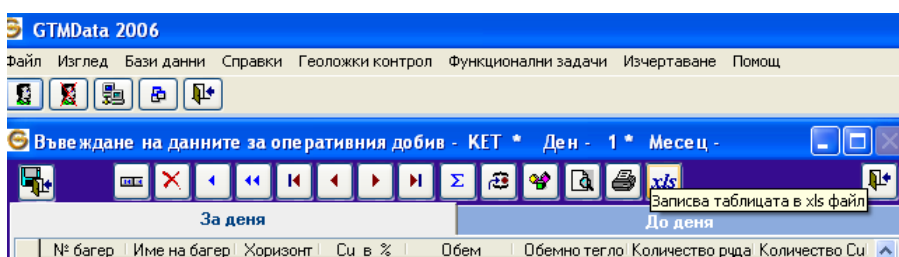 GTMData 2006
Файл Изглед Бази данни Справки Геоложки контрол Функционални задачи Изчертаване Помощ
Въвеждане на данните за оперативния добив - КЕТ * Ден - 1 * Месец -
Σ xls
Записва таблицата в xls файл
За деня До деня
№ багер Име на багер Хоризонт Cu в % Обем Обемно тегло Количество руда Количество Cu